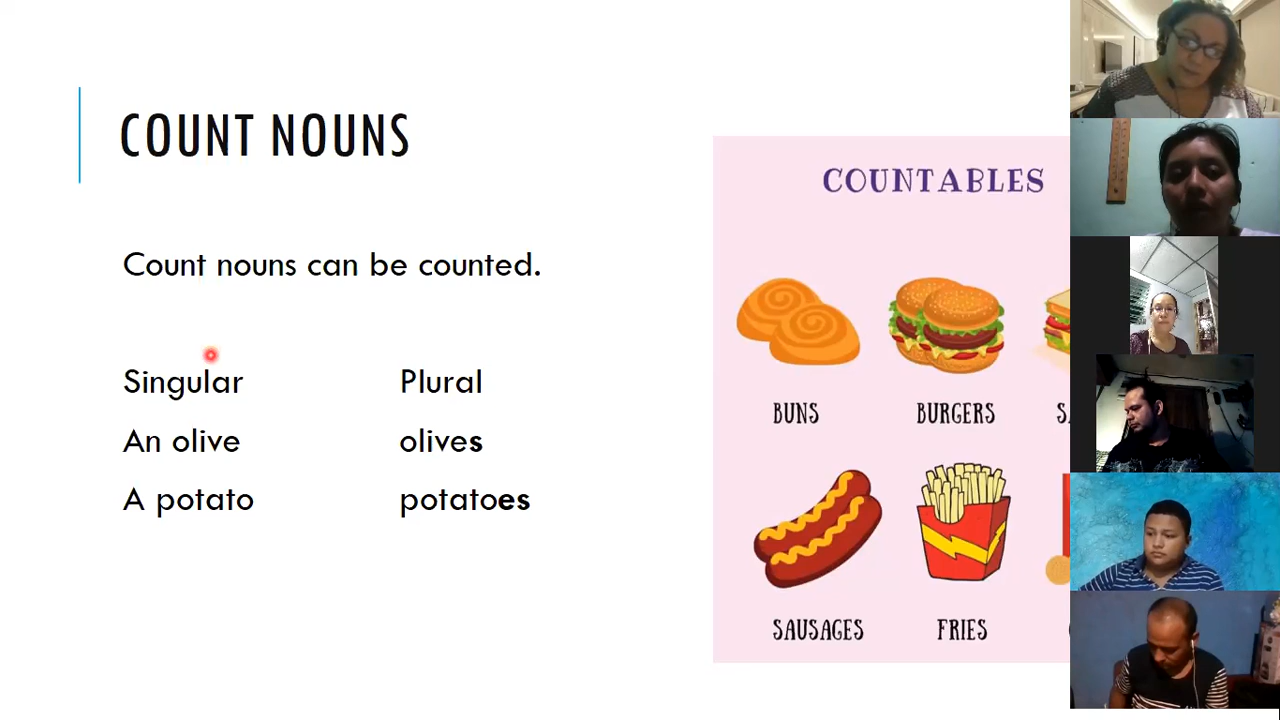 COUNT NOUNS
Count nouns can be counted.
Singular Plural
An olive olives
A potato potatoes
COUNTABLES
BUNS BURGERS
SAUSAGES FRIES